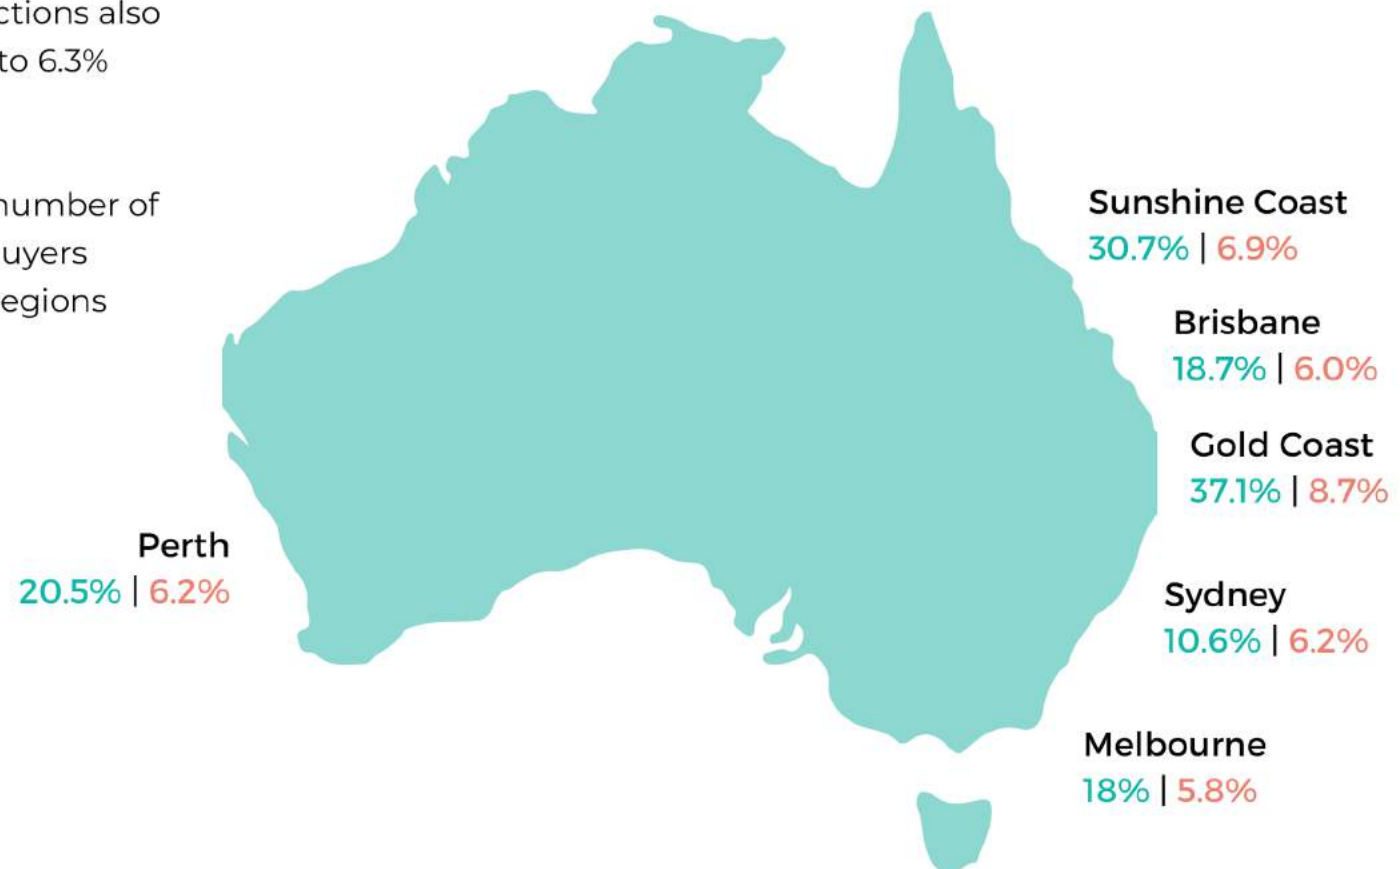 ctions also
to 6.3%
number of
uyers
egions
Sunshine Coast
30.7% | 6.9%
Brisbane
18.7% | 6.0%
Gold Coast
37.1% | 8.7%
Perth
20.5% | 6.2%
Sydney
10.6% | 6.2%
Melbourne
18% | 5.8%